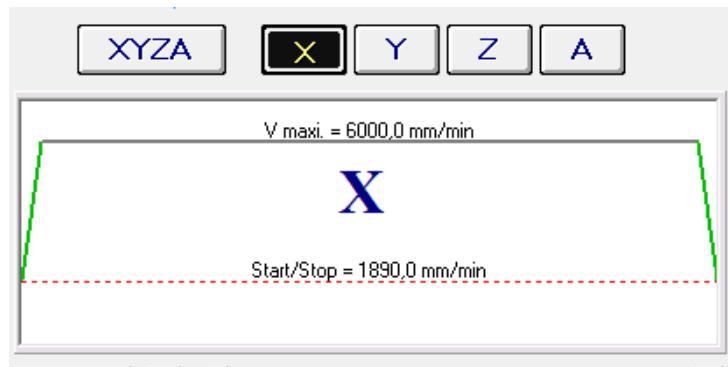 XYZA X Y Z A
V maxi. = 6000,0 mm/min
X
Start/Stop = 1890,0 mm/min